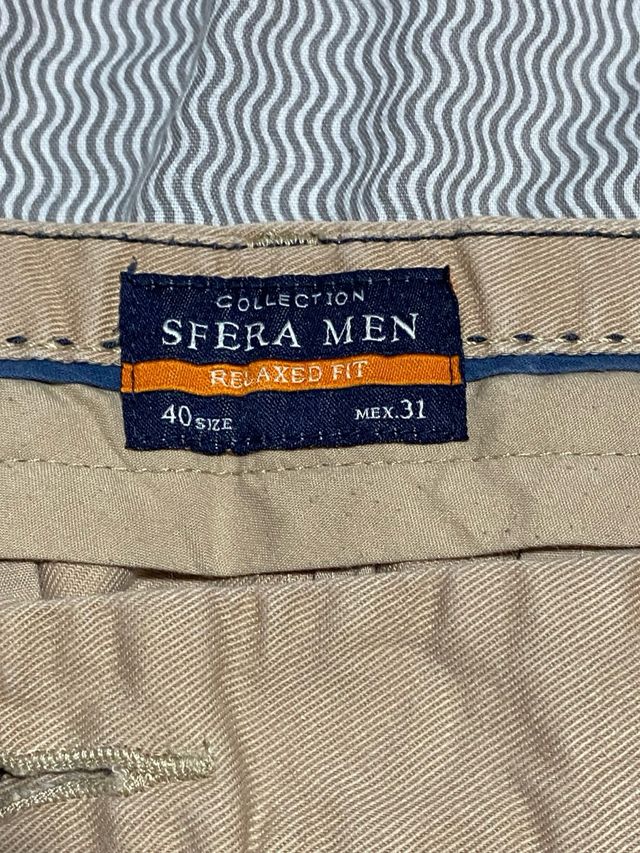 COLLECTION
SFERA MEN
RELAXED FIT
40 SIZE MEX.31